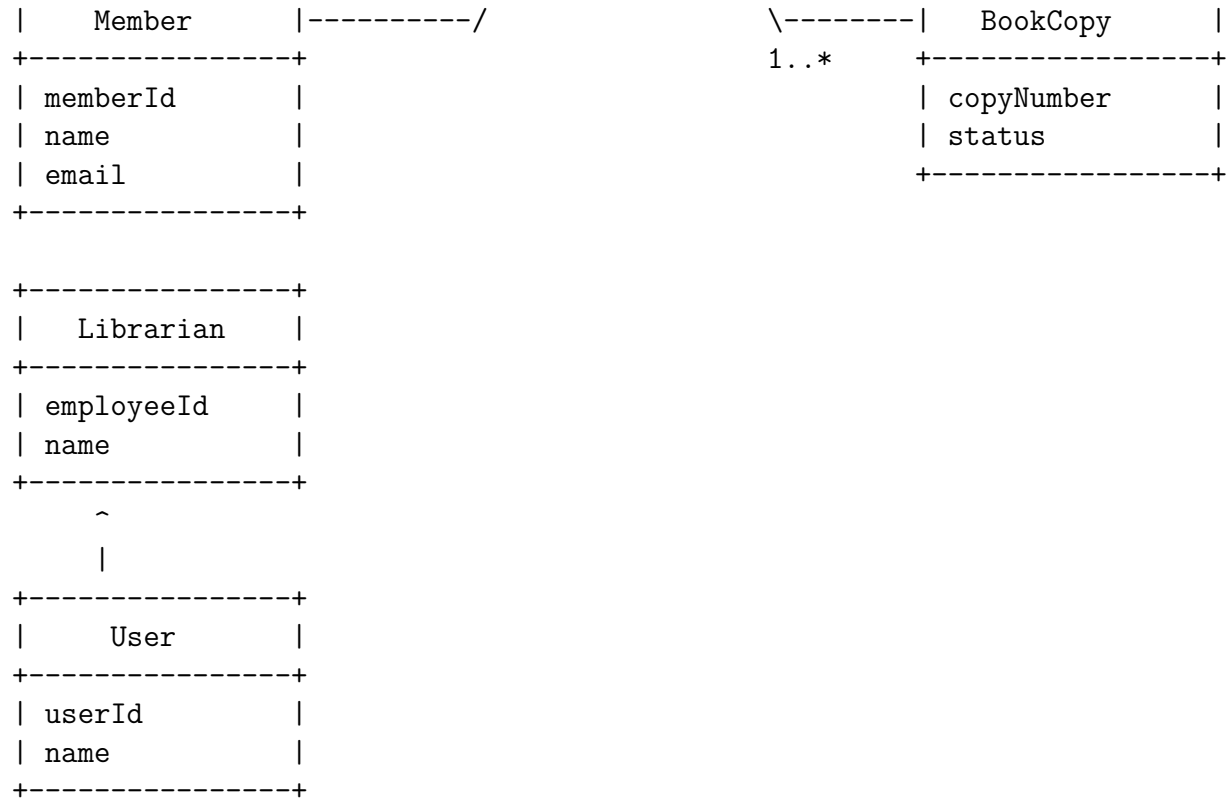 |    Member      |----------/                 \--------|   BookCopy      |
+----------------+                            1..*     +-----------------+
| memberId       |                                     | copyNumber      |
| name           |                                     | status          |
| email          |                                     +-----------------+
+----------------+
+----------------+
|   Librarian    |
+----------------+
| employeeId     |
| name           |
+----------------+
     ^
     |
+----------------+
|     User       |
+----------------+
| userId         |
| name           |
+----------------+